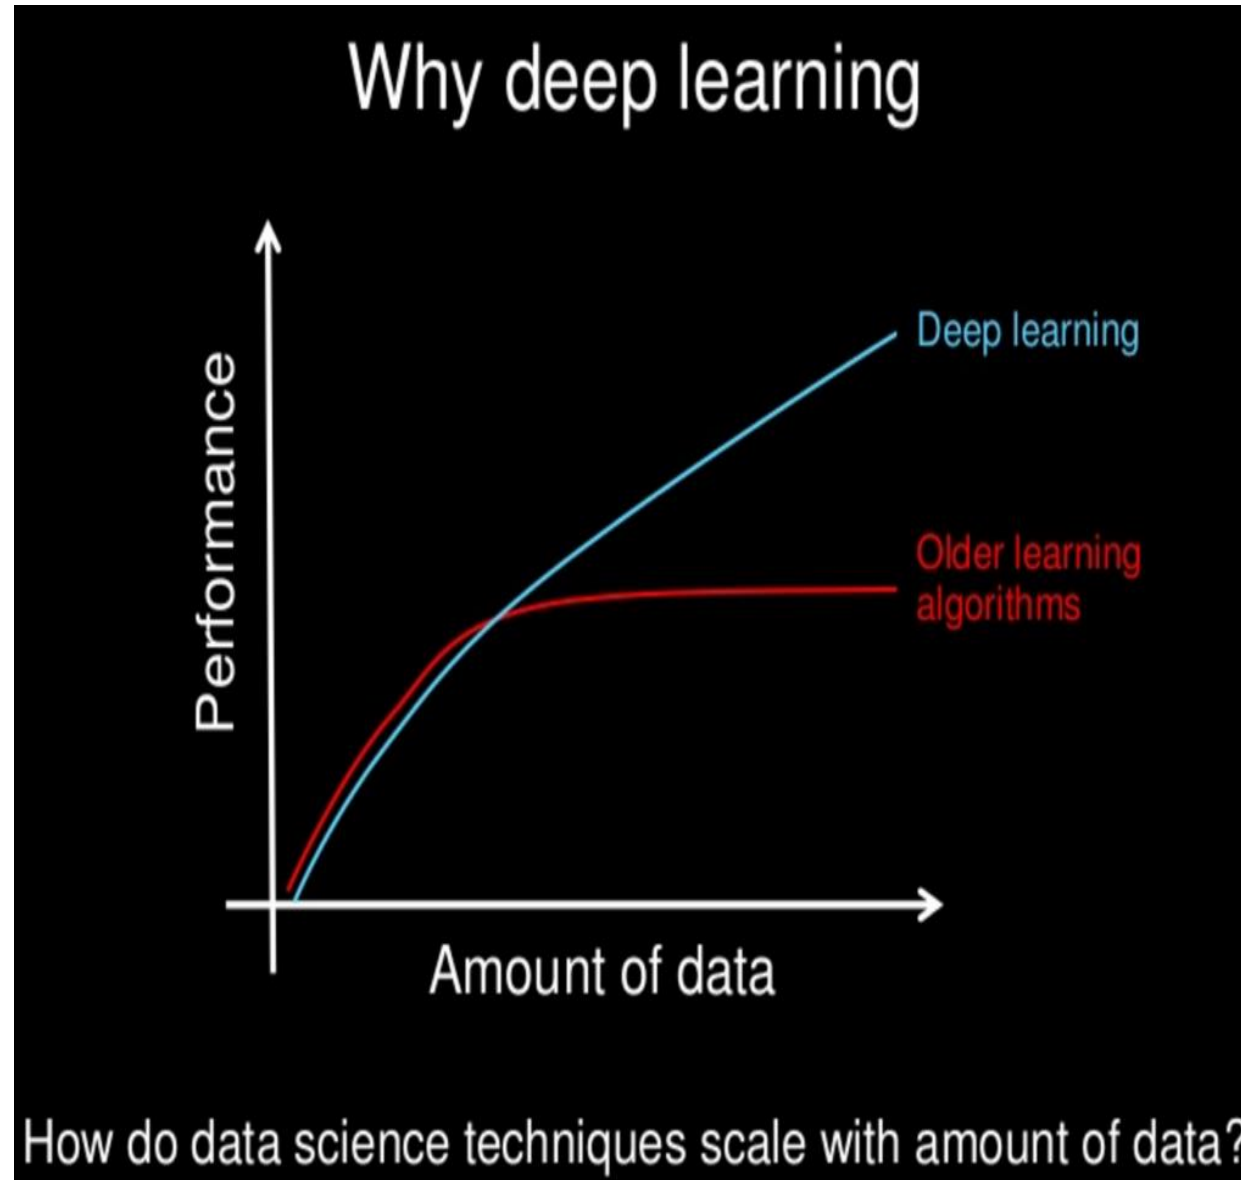 Why deep learning
Performance
Deep learning
Older learning
algorithms
Amount of data
How do data science techniques scale with amount of data?